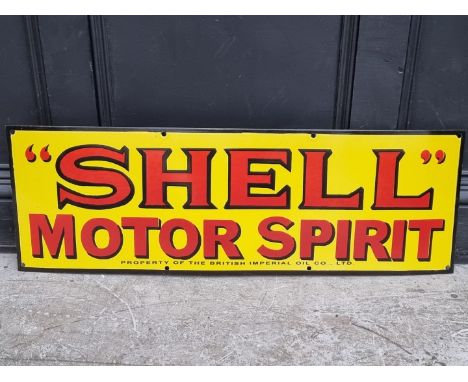 “SHELL”
MOTOR SPIRIT
PROPERTY OF THE BRITISH IMPERIAL OIL CO., LTD.